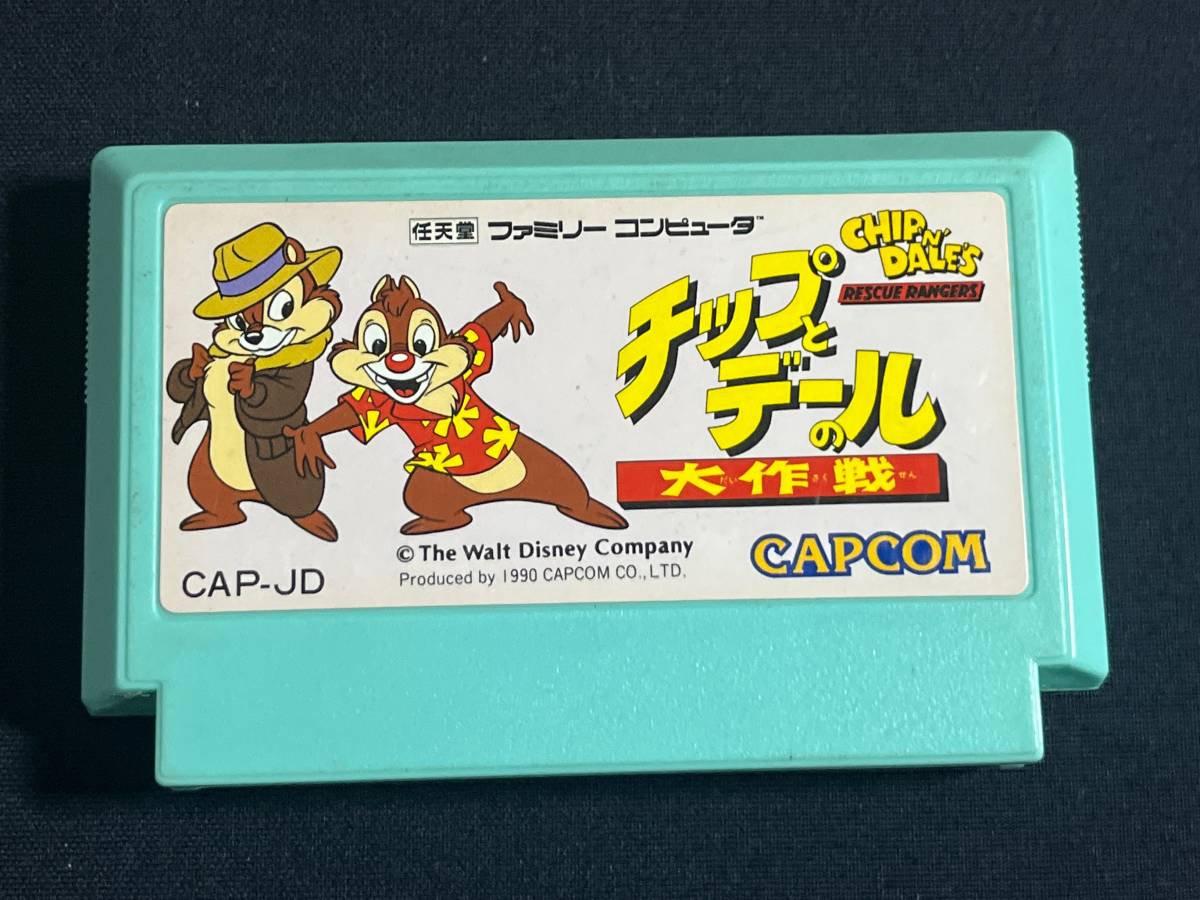 任天堂 ファミリー コンピュータ™
CHIP 'N' DALE'S
RESCUE RANGERS
チップと
デールの
大作戦
だい さく せん
© The Walt Disney Company
Produced by 1990 CAPCOM CO., LTD.
CAP-JD
CAPCOM